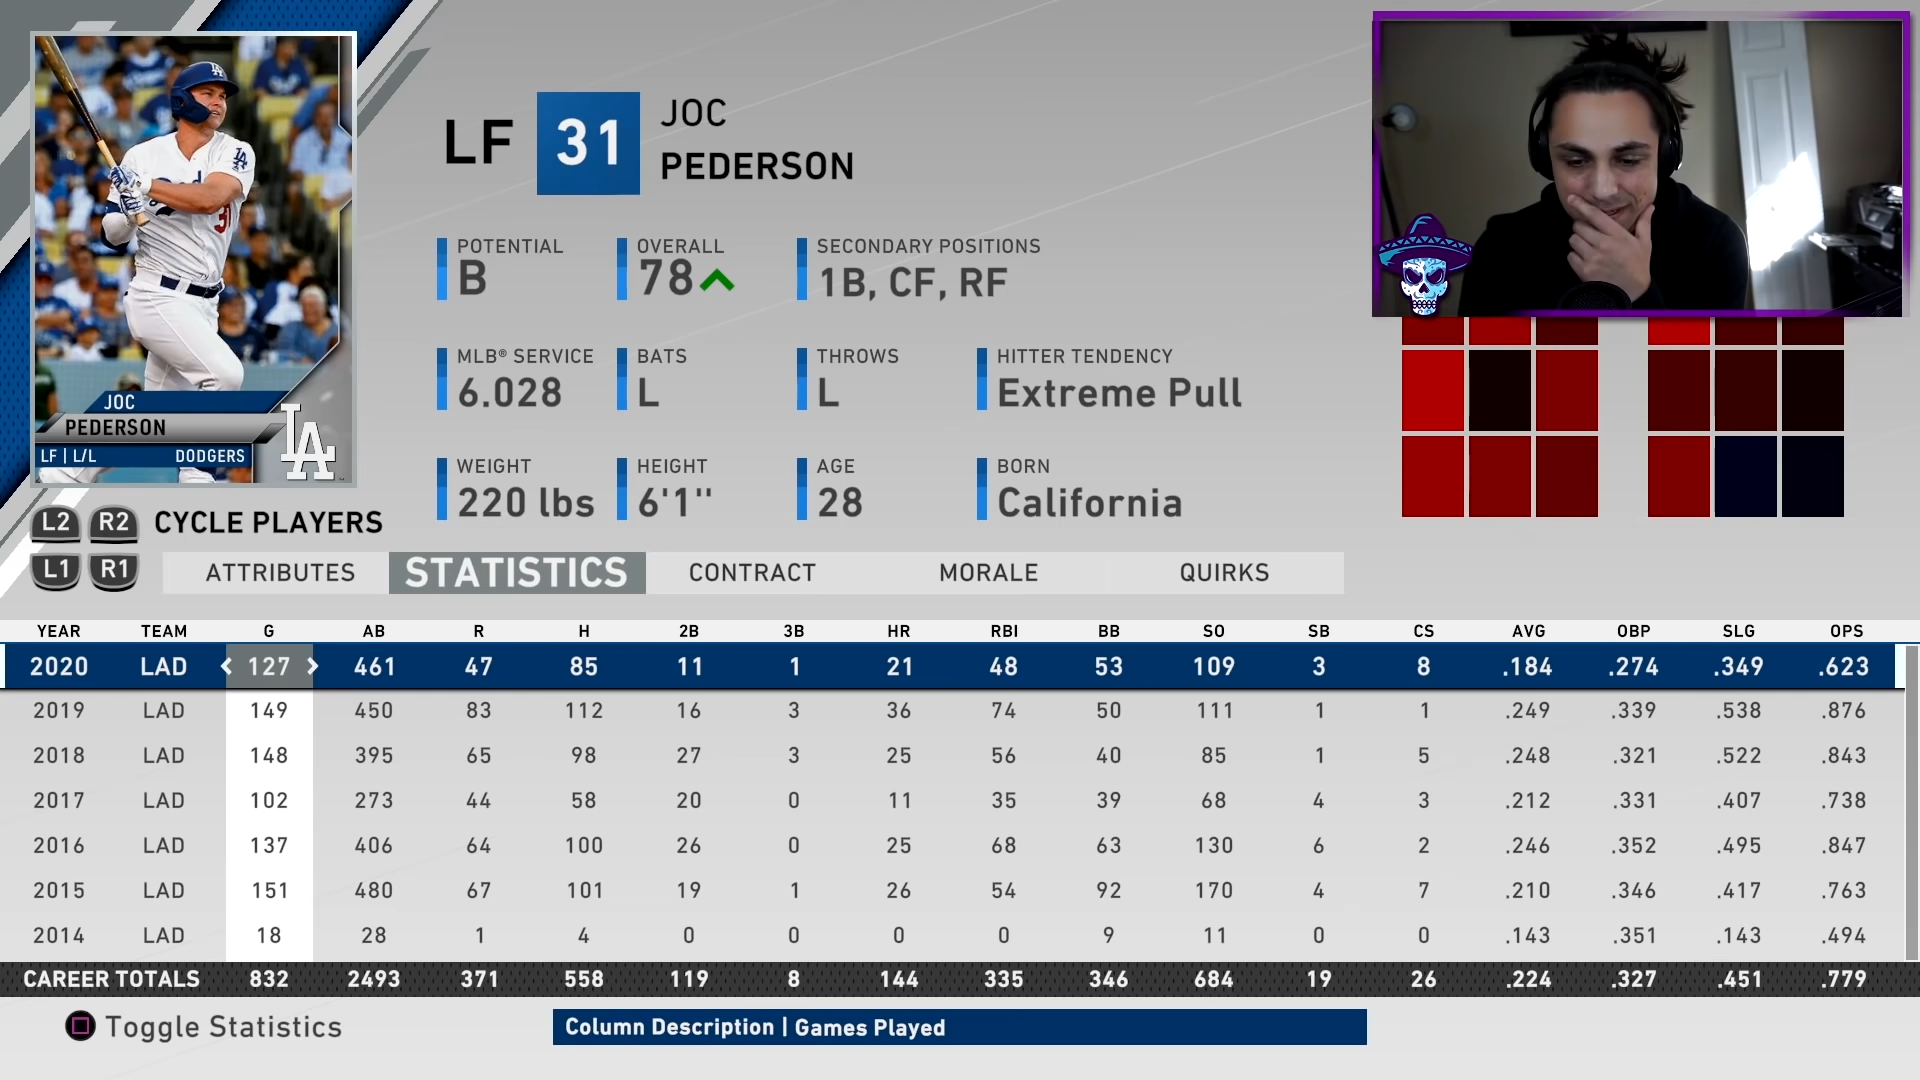 LF 31 JOC
PEDERSON
POTENTIAL OVERALL SECONDARY POSITIONS
B 78 1B, CF, RF
MLB® SERVICE BATS THROWS HITTER TENDENCY
6.028 L L Extreme Pull
WEIGHT HEIGHT AGE BORN
220 lbs 6'1'' 28 California
LA
31
JOC
PEDERSON
LF | L/L DODGERS
LA
L2 R2 CYCLE PLAYERS
L1 R1
ATTRIBUTES STATISTICS CONTRACT MORALE QUIRKS
YEAR TEAM G AB R H 2B 3B HR RBI BB SO SB CS AVG OBP SLG OPS
2020 LAD 127 461 47 85 11 1 21 48 53 109 3 8 .184 .274 .349 .623
2019 LAD 149 450 83 112 16 3 36 74 50 111 1 1 .249 .339 .538 .876
2018 LAD 148 395 65 98 27 3 25 56 40 85 1 5 .248 .321 .522 .843
2017 LAD 102 273 44 58 20 0 11 35 39 68 4 3 .212 .331 .407 .738
2016 LAD 137 406 64 100 26 0 25 68 63 130 6 2 .246 .352 .495 .847
2015 LAD 151 480 67 101 19 1 26 54 92 170 4 7 .210 .346 .417 .763
2014 LAD 18 28 1 4 0 0 0 0 9 11 0 0 .143 .351 .143 .494
CAREER TOTALS 832 2493 371 558 119 8 144 335 346 684 19 26 .224 .327 .451 .779
Toggle Statistics
Column Description | Games Played